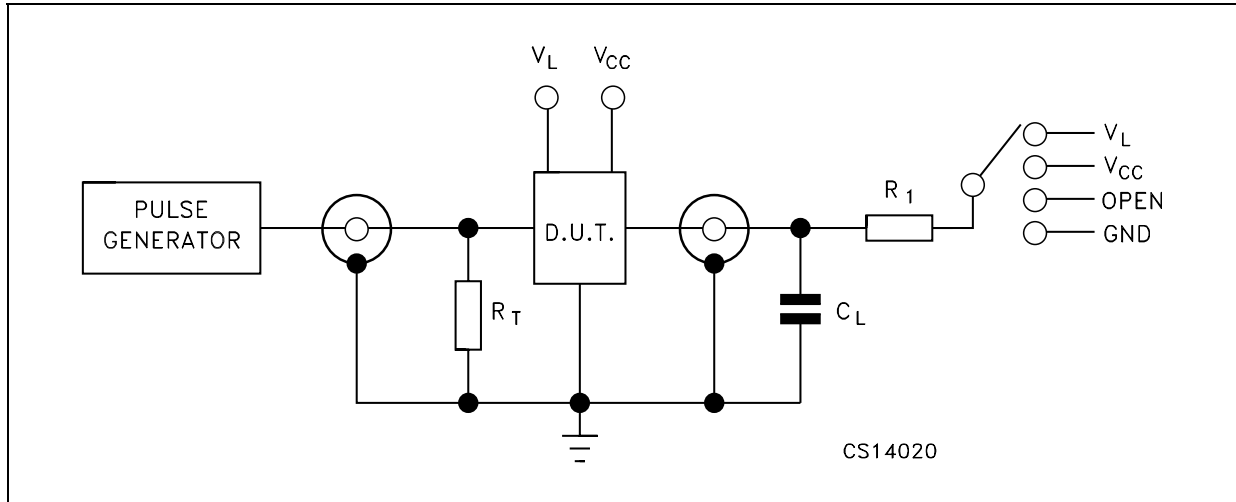 V_L V_CC
PULSE
GENERATOR
D.U.T.
R_T
C_L
R_1
V_L
V_CC
OPEN
GND
CS14020